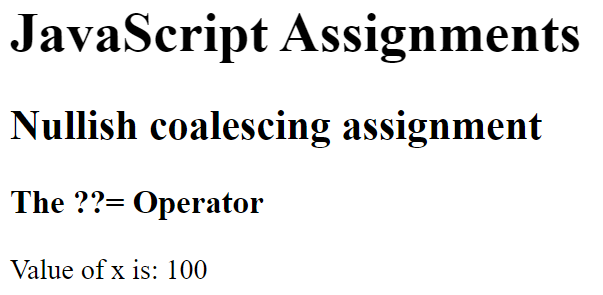 JavaScript Assignments
Nullish coalescing assignment
The ??= Operator
Value of x is: 100